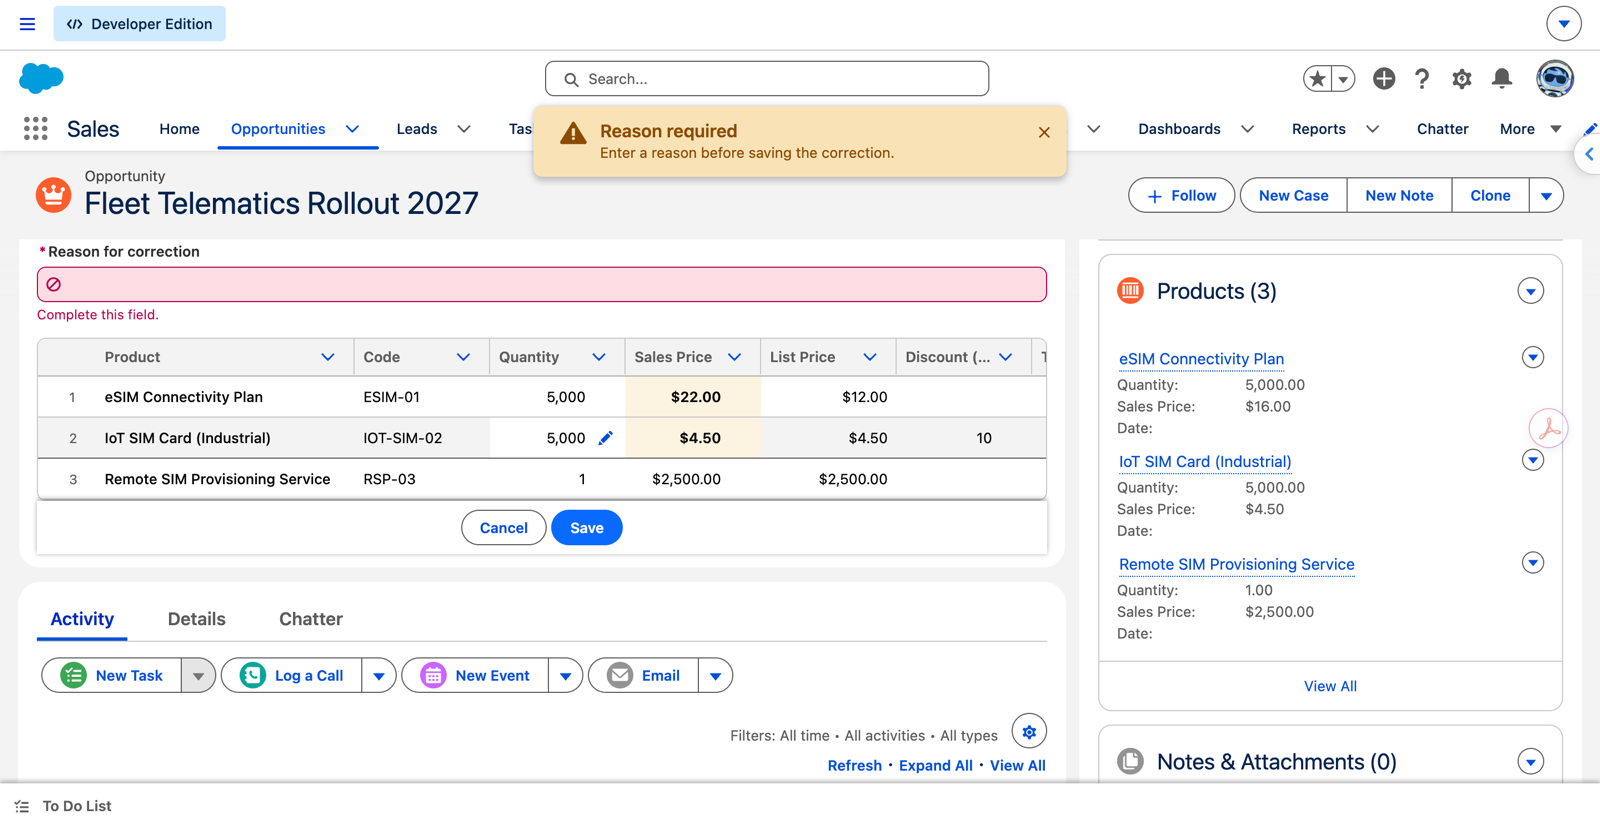 Developer Edition
Search...
Sales
Home
Opportunities
Leads
Tas
Dashboards
Reports
Chatter
More
Reason required
Enter a reason before saving the correction.
Opportunity
Fleet Telematics Rollout 2027
Follow
New Case
New Note
Clone
*Reason for correction
Complete this field.
Product Code Quantity Sales Price List Price Discount (... T
1 eSIM Connectivity Plan ESIM-01 5,000 $22.00 $12.00
2 IoT SIM Card (Industrial) IOT-SIM-02 5,000 $4.50 $4.50 10
3 Remote SIM Provisioning Service RSP-03 1 $2,500.00 $2,500.00
Cancel
Save
Activity
Details
Chatter
New Task
Log a Call
New Event
Email
Filters: All time • All activities • All types
Refresh • Expand All • View All
Products (3)
eSIM Connectivity Plan
Quantity: 5,000.00
Sales Price: $16.00
Date:
IoT SIM Card (Industrial)
Quantity: 5,000.00
Sales Price: $4.50
Date:
Remote SIM Provisioning Service
Quantity: 1.00
Sales Price: $2,500.00
Date:
View All
Notes & Attachments (0)
To Do List